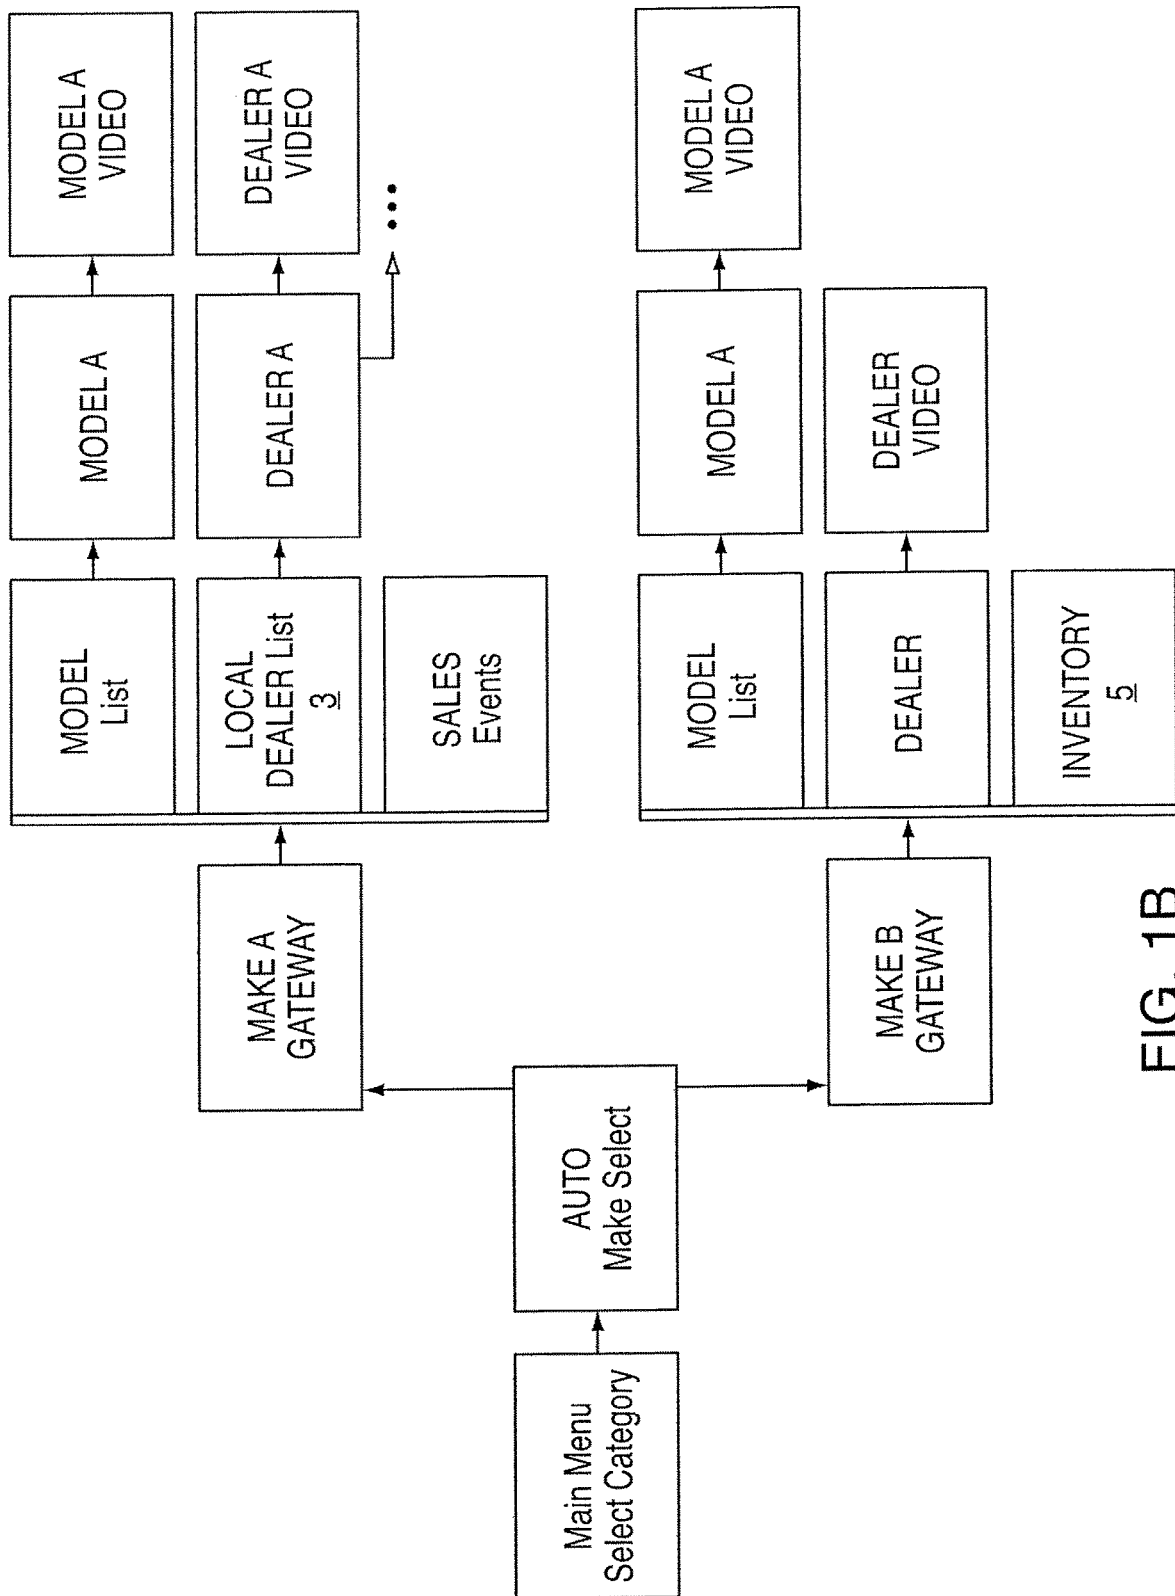 Main Menu
Select Category
AUTO
Make Select
MAKE A
GATEWAY
MODEL
List
MODEL A
MODEL A
VIDEO
LOCAL
DEALER List
3
DEALER A
DEALER A
VIDEO
•••
SALES
Events
MAKE B
GATEWAY
MODEL
List
MODEL A
MODEL A
VIDEO
DEALER
DEALER
VIDEO
INVENTORY
5
FIG. 1B